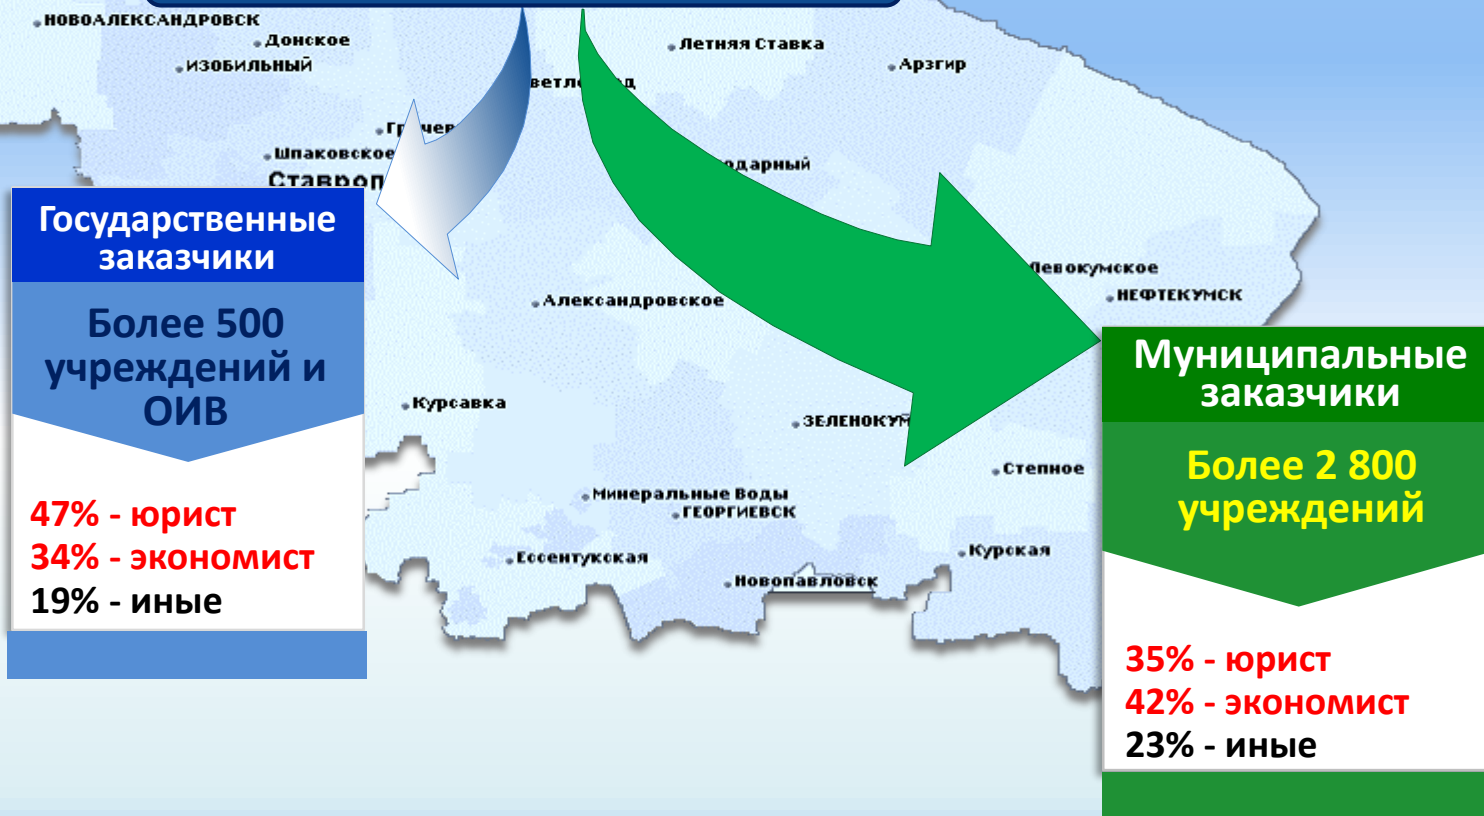 НОВОАЛЕКСАНДРОВСК
Донское
ИЗОБИЛЬНЫЙ
Летняя Ставка
Арзгир
Шпаковское
Государственные
заказчики
Более 500
учреждений и
ОИВ
47% - юрист
34% - экономист
19% - иные
Левокумское
НЕФТЕКУМСК
Александровское
Курсавка
Степное
Минеральные Воды
ГЕОРГИЕВСК
Ессентукская
Новопавловск
Курская
Муниципальные
заказчики
Более 2 800
учреждений
35% - юрист
42% - экономист
23% - иные